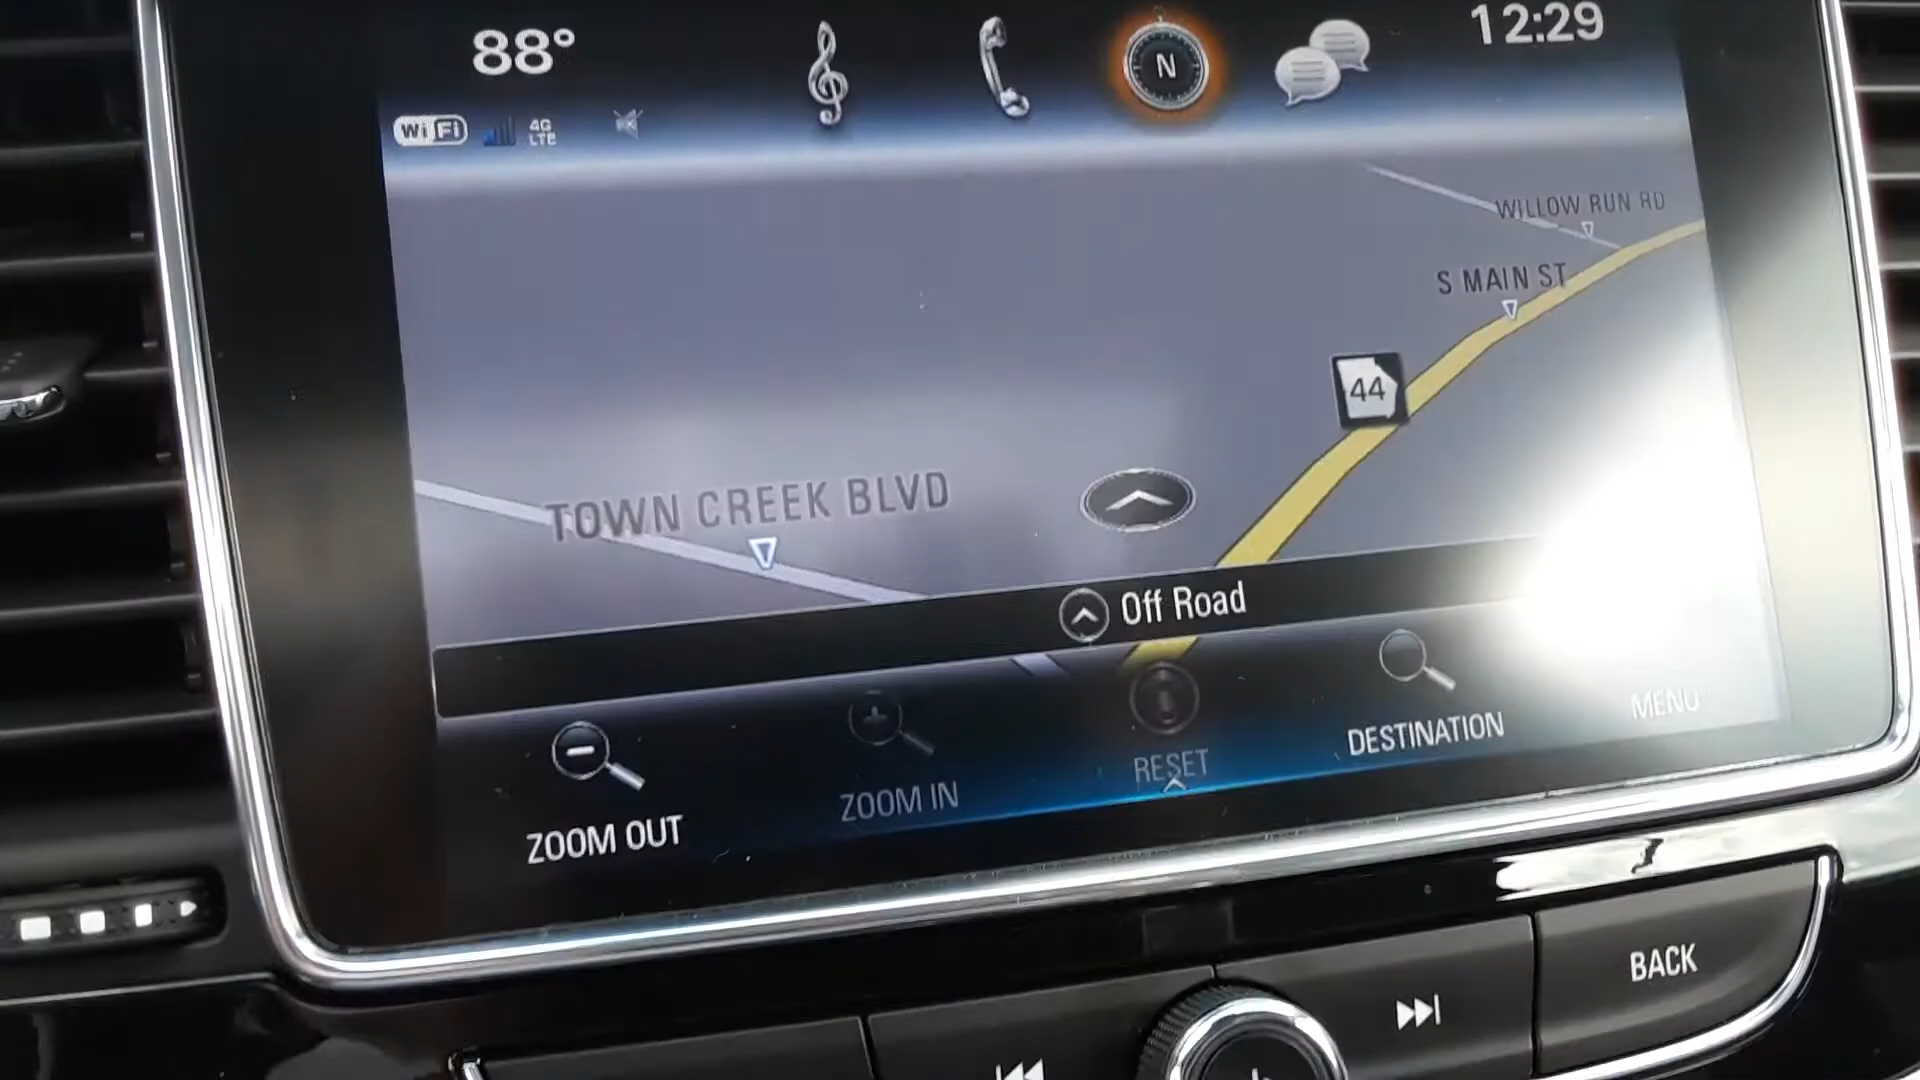 88°
N
12:29
WiFi
4G
LTE
WILLOW RUN RD
S MAIN ST
44
TOWN CREEK BLVD
Off Road
ZOOM OUT
ZOOM IN
RESET
DESTINATION
MENU
BACK